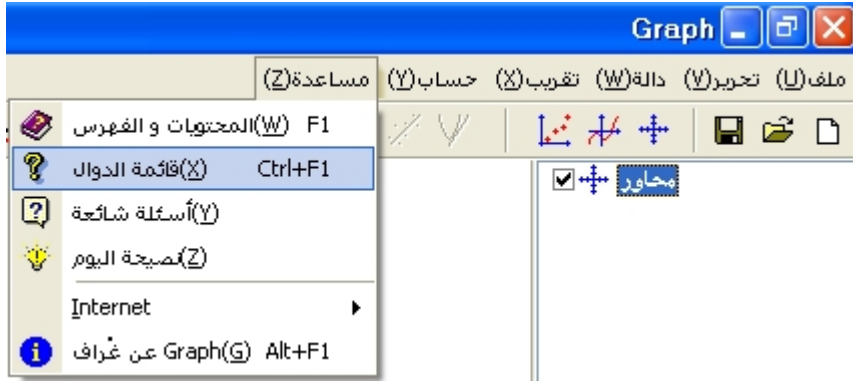 Graph
ملف(U) تحرير(V) دالة(W) تقريب(X) حساب(Y) مساعدة(Z)
المحتويات و الفهرس(W) F1
قائمة الدوال(X) Ctrl+F1
أسئلة شائعة(Y)
نصيحة اليوم(Z)
Internet
عن غْراف Graph(G) Alt+F1
محاور